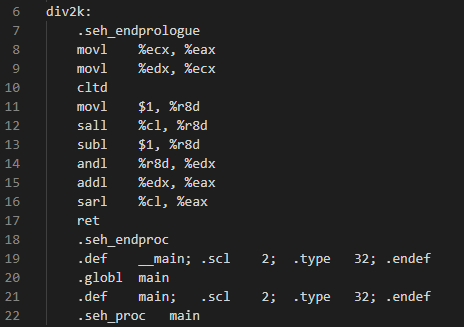 6 div2k:
7 .seh_endprologue
8 movl %ecx, %eax
9 movl %edx, %ecx
10 cltd
11 movl $1, %r8d
12 sall %cl, %r8d
13 subl $1, %r8d
14 andl %r8d, %edx
15 addl %edx, %eax
16 sarl %cl, %eax
17 ret
18 .seh_endproc
19 .def __main; .scl 2; .type 32; .endef
20 .globl main
21 .def main; .scl 2; .type 32; .endef
22 .seh_proc main